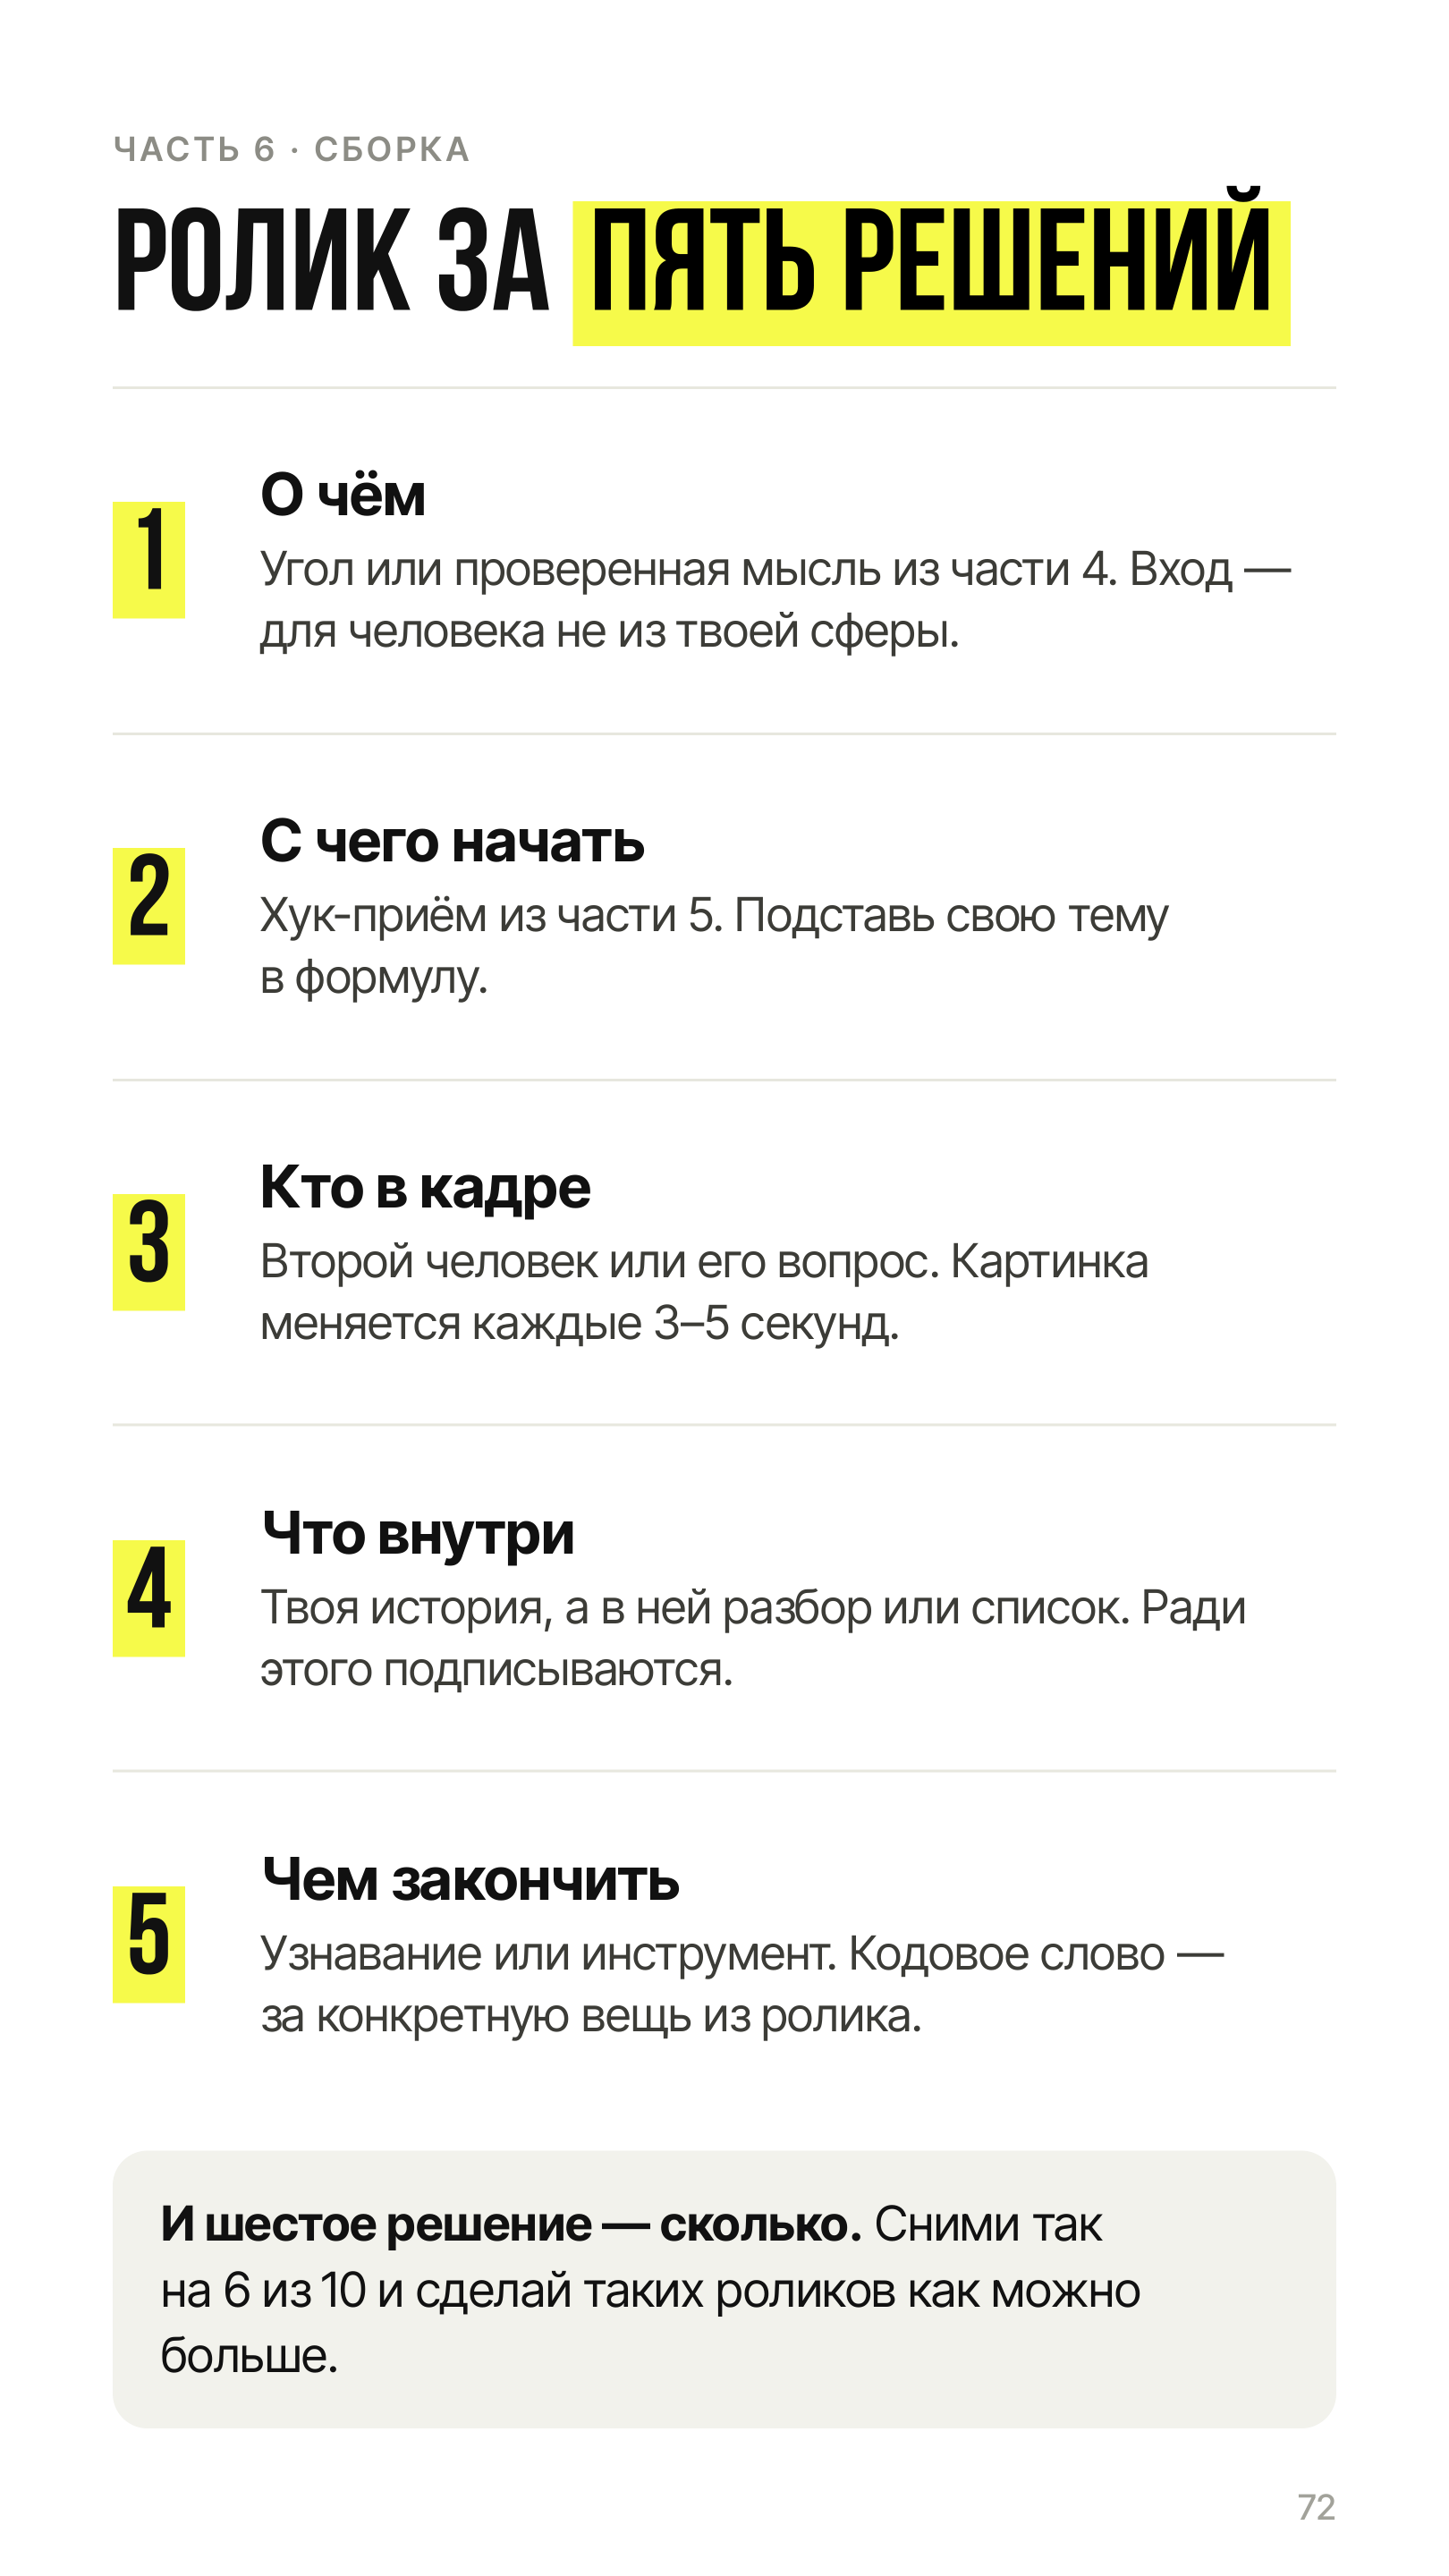 ЧАСТЬ 6 · СБОРКА
РОЛИК ЗА ПЯТЬ РЕШЕНИЙ
1
О чём
Угол или проверенная мысль из части 4. Вход —
для человека не из твоей сферы.
2
С чего начать
Хук-приём из части 5. Подставь свою тему
в формулу.
3
Кто в кадре
Второй человек или его вопрос. Картинка
меняется каждые 3–5 секунд.
4
Что внутри
Твоя история, а в ней разбор или список. Ради
этого подписываются.
5
Чем закончить
Узнавание или инструмент. Кодовое слово —
за конкретную вещь из ролика.
И шестое решение — сколько. Сними так
на 6 из 10 и сделай таких роликов как можно
больше.
72